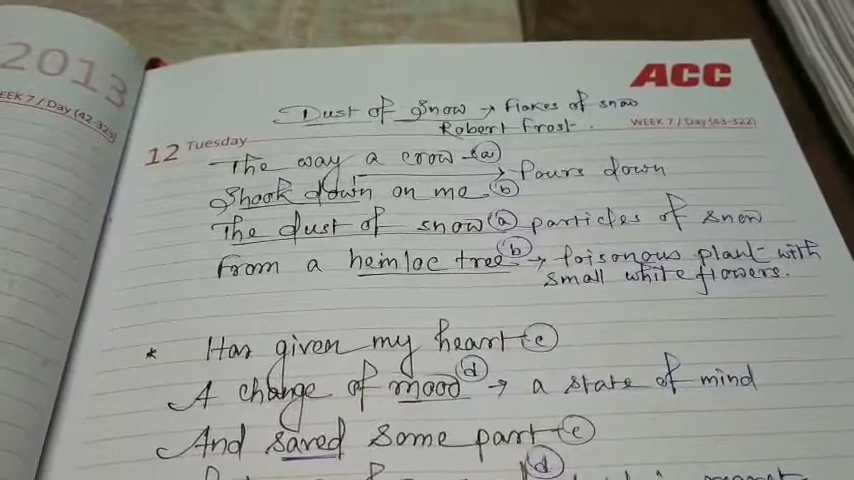 2013
EEK 7 / Day (42-323)
ACC
Dust of Snow → Flakes of snow
Robert Frost.
WEEK 7 / Day (43-322)
12 Tuesday
The way a crow (a)
Shook down on me (b) → Pours down
The dust of snow (a) particles of snow
From a hemloc tree (b) → Poisonous plant with
small white flowers.
* Has given my heart (c)
A change of mood (d) → a state of mind
And saved some part (c)
(d)